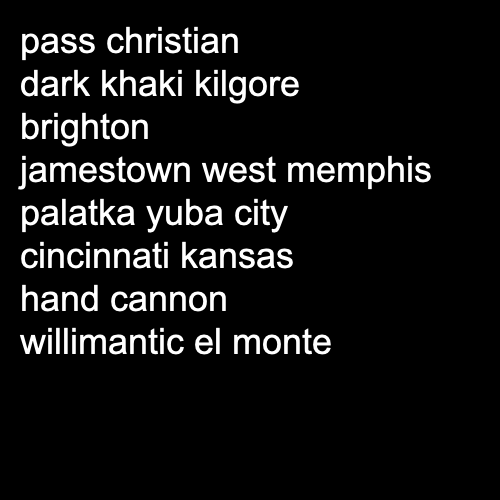 pass christian
dark khaki kilgore
brighton
jamestown west memphis
palatka yuba city
cincinnati kansas
hand cannon
willimantic el monte